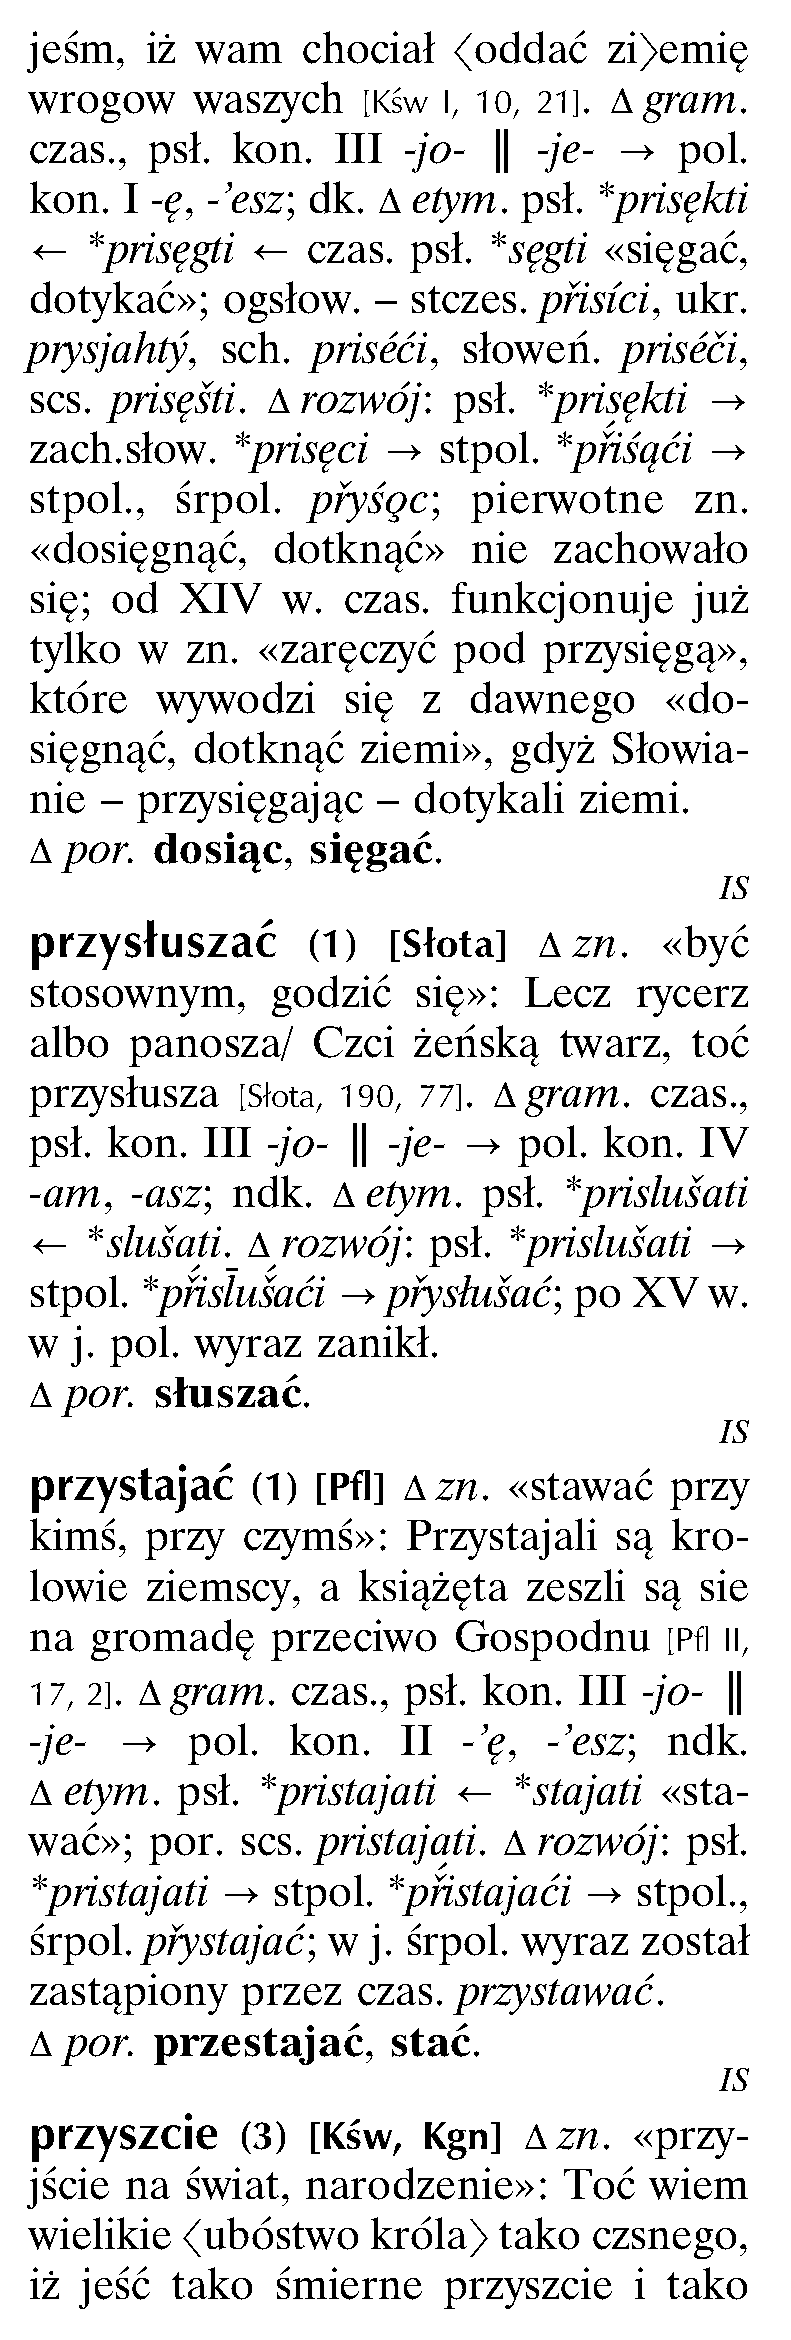 jeśm, iż wam chociał 〈oddać zi〉emię
wrogow waszych [Kśw I, 10, 21]. Δ gram.
czas., psł. kon. III -jo- ‖ -je- → pol.
kon. I -ę, -’esz; dk. Δ etym. psł. *prisękti
← *prisęgti ← czas. psł. *sęgti «sięgać,
dotykać»; ogsłow. – stczes. přisíci, ukr.
prysjahtý, sch. priséći, słoweń. priséči,
scs. prisęšti. Δ rozwój: psł. *prisękti →
zach.słow. *prisęci → stpol. *př́iśąći →
stpol., śrpol. přyśǫc; pierwotne zn.
«dosięgnąć, dotknąć» nie zachowało
się; od XIV w. czas. funkcjonuje już
tylko w zn. «zaręczyć pod przysięgą»,
które wywodzi się z dawnego «do-
sięgnąć, dotknąć ziemi», gdyż Słowia-
nie – przysięgając – dotykali ziemi.
Δ por. dosiąc, sięgać.
IS
przysłuszać (1) [Słota] Δ zn. «być
stosownym, godzić się»: Lecz rycerz
albo panosza/ Czci żeńską twarz, toć
przysłusza [Słota, 190, 77]. Δ gram. czas.,
psł. kon. III -jo- ‖ -je- → pol. kon. IV
-am, -asz; ndk. Δ etym. psł. *prislušati
← *slušati. Δ rozwój: psł. *prislušati →
stpol. *př́isl̄uš́aći → přysłušać; po XV w.
w j. pol. wyraz zanikł.
Δ por. słuszać.
IS
przystajać (1) [Pfl] Δ zn. «stawać przy
kimś, przy czymś»: Przystajali są kro-
lowie ziemscy, a książęta zeszli są sie
na gromadę przeciwo Gospodnu [Pfl II,
17, 2]. Δ gram. czas., psł. kon. III -jo- ‖
-je- → pol. kon. II -’ę, -’esz; ndk.
Δ etym. psł. *pristajati ← *stajati «sta-
wać»; por. scs. pristajati. Δ rozwój: psł.
*pristajati → stpol. *př́istajaći → stpol.,
śrpol. přystajać; w j. śrpol. wyraz został
zastąpiony przez czas. przystawać.
Δ por. przestajać, stać.
IS
przyszcie (3) [Kśw, Kgn] Δ zn. «przy-
jście na świat, narodzenie»: Toć wiem
wielikie 〈ubóstwo króla〉 tako czsnego,
iż jeść tako śmierne przyszcie i tako